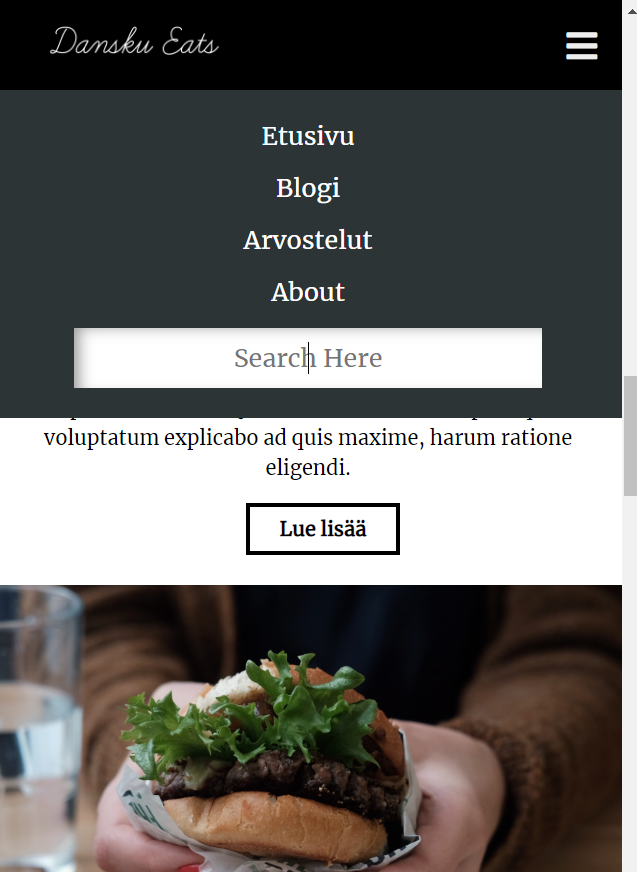 Dansku Eats
Etusivu
Blogi
Arvostelut
About
Search Here
voluptatum explicabo ad quis maxime, harum ratione
eligendi.
Lue lisää